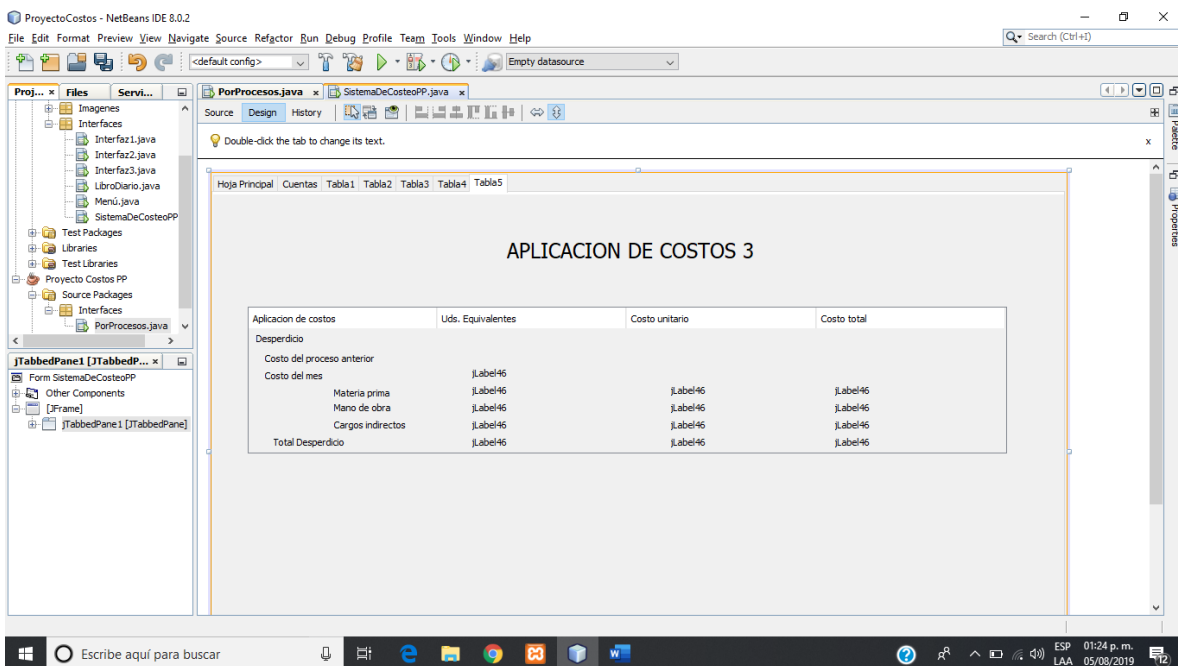 ProyectoCostos - NetBeans IDE 8.0.2
File Edit Format Preview View Navigate Source Refactor Run Debug Profile Team Tools Window Help
Search (Ctrl+I)
<default config>
Empty datasource
Proj... x Files Servi...
PorProcesos.java x SistemaDeCosteoPP.java x
Source Design History
Double-click the tab to change its text. x
Palette
Properties
Imagenes
Interfaces
Interfaz1.java
Interfaz2.java
Interfaz3.java
LibroDiario.java
Menú.java
SistemaDeCosteoPP
Test Packages
Libraries
Test Libraries
Proyecto Costos PP
Source Packages
Interfaces
PorProcesos.java
jTabbedPane1 [JTabbedP... x
Form SistemaDeCosteoPP
Other Components
[JFrame]
jTabbedPane1 [JTabbedPane]
Hoja Principal Cuentas Tabla1 Tabla2 Tabla3 Tabla4 Tabla5
APLICACION DE COSTOS 3
Aplicacion de costos Uds. Equivalentes Costo unitario Costo total
Desperdicio
Costo del proceso anterior
Costo del mes jLabel46
Materia prima jLabel46 jLabel46 jLabel46
Mano de obra jLabel46 jLabel46 jLabel46
Cargos indirectos jLabel46 jLabel46 jLabel46
Total Desperdicio jLabel46 jLabel46 jLabel46
Escribe aquí para buscar
ESP 01:24 p. m.
LAA 05/08/2019
12